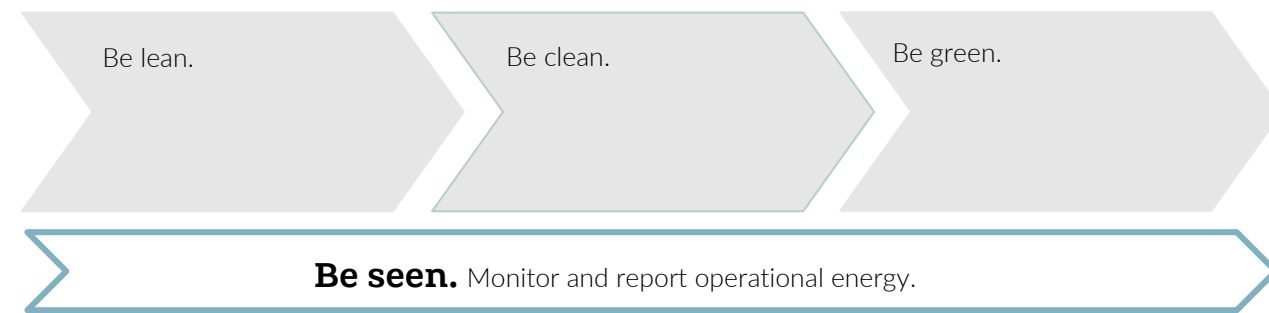 Be lean.
Be clean.
Be green.
Be seen. Monitor and report operational energy.